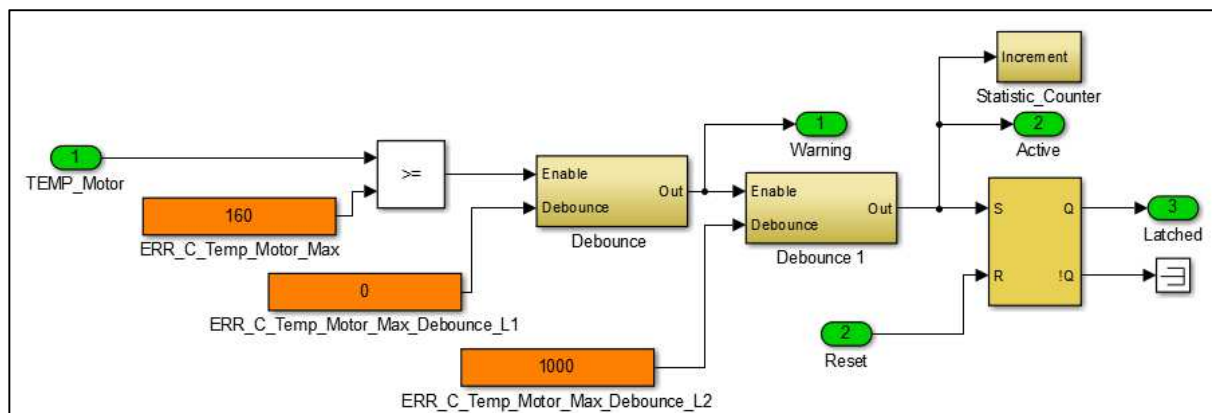 Increment
Statistic_Counter
1
Warning
2
Active
1
TEMP_Motor
>=
160
ERR_C_Temp_Motor_Max
Enable
Debounce
Out
Debounce
0
ERR_C_Temp_Motor_Max_Debounce_L1
Enable
Debounce
Out
Debounce 1
1000
ERR_C_Temp_Motor_Max_Debounce_L2
S
R
Q
!Q
3
Latched
2
Reset